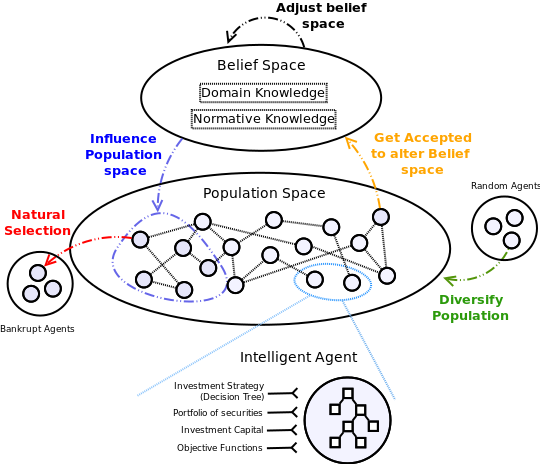 Adjust belief
space
Belief Space
Domain Knowledge
Normative Knowledge
Influence
Population
space
Get Accepted
to alter Belief
space
Population Space
Random Agents
Natural
Selection
Bankrupt Agents
Diversify
Population
Intelligent Agent
Investment Strategy
(Decision Tree)
Portfolio of securities
Investment Capital
Objective Functions